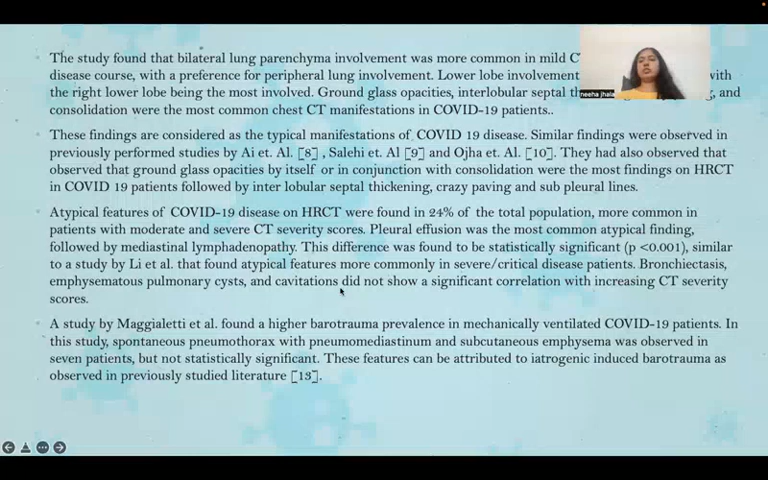 The study found that bilateral lung parenchyma involvement was more common in mild C
disease course, with a preference for peripheral lung involvement. Lower lobe involvement with
the right lower lobe being the most involved. Ground glass opacities, interlobular septal th g, and
consolidation were the most common chest CT manifestations in COVID-19 patients..
These findings are considered as the typical manifestations of COVID 19 disease. Similar findings were observed in
previously performed studies by Ai et. Al. [8] , Salehi et. Al [9] and Ojha et. Al. [10]. They had also observed that
observed that ground glass opacities by itself or in conjunction with consolidation were the most findings on HRCT
in COVID 19 patients followed by inter lobular septal thickening, crazy paving and sub pleural lines.
Atypical features of COVID-19 disease on HRCT were found in 24% of the total population, more common in
patients with moderate and severe CT severity scores. Pleural effusion was the most common atypical finding,
followed by mediastinal lymphadenopathy. This difference was found to be statistically significant (p <0.001), similar
to a study by Li et al. that found atypical features more commonly in severe/critical disease patients. Bronchiectasis,
emphysematous pulmonary cysts, and cavitations did not show a significant correlation with increasing CT severity
scores.
A study by Maggialetti et al. found a higher barotrauma prevalence in mechanically ventilated COVID-19 patients. In
this study, spontaneous pneumothorax with pneumomediastinum and subcutaneous emphysema was observed in
seven patients, but not statistically significant. These features can be attributed to iatrogenic induced barotrauma as
observed in previously studied literature [13].
neeha jhala